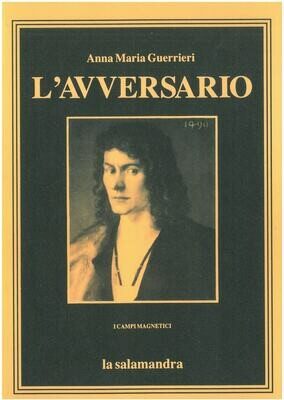 Anna Maria Guerrieri
L'AVVERSARIO
1490
I CAMPI MAGNETICI
la salamandra